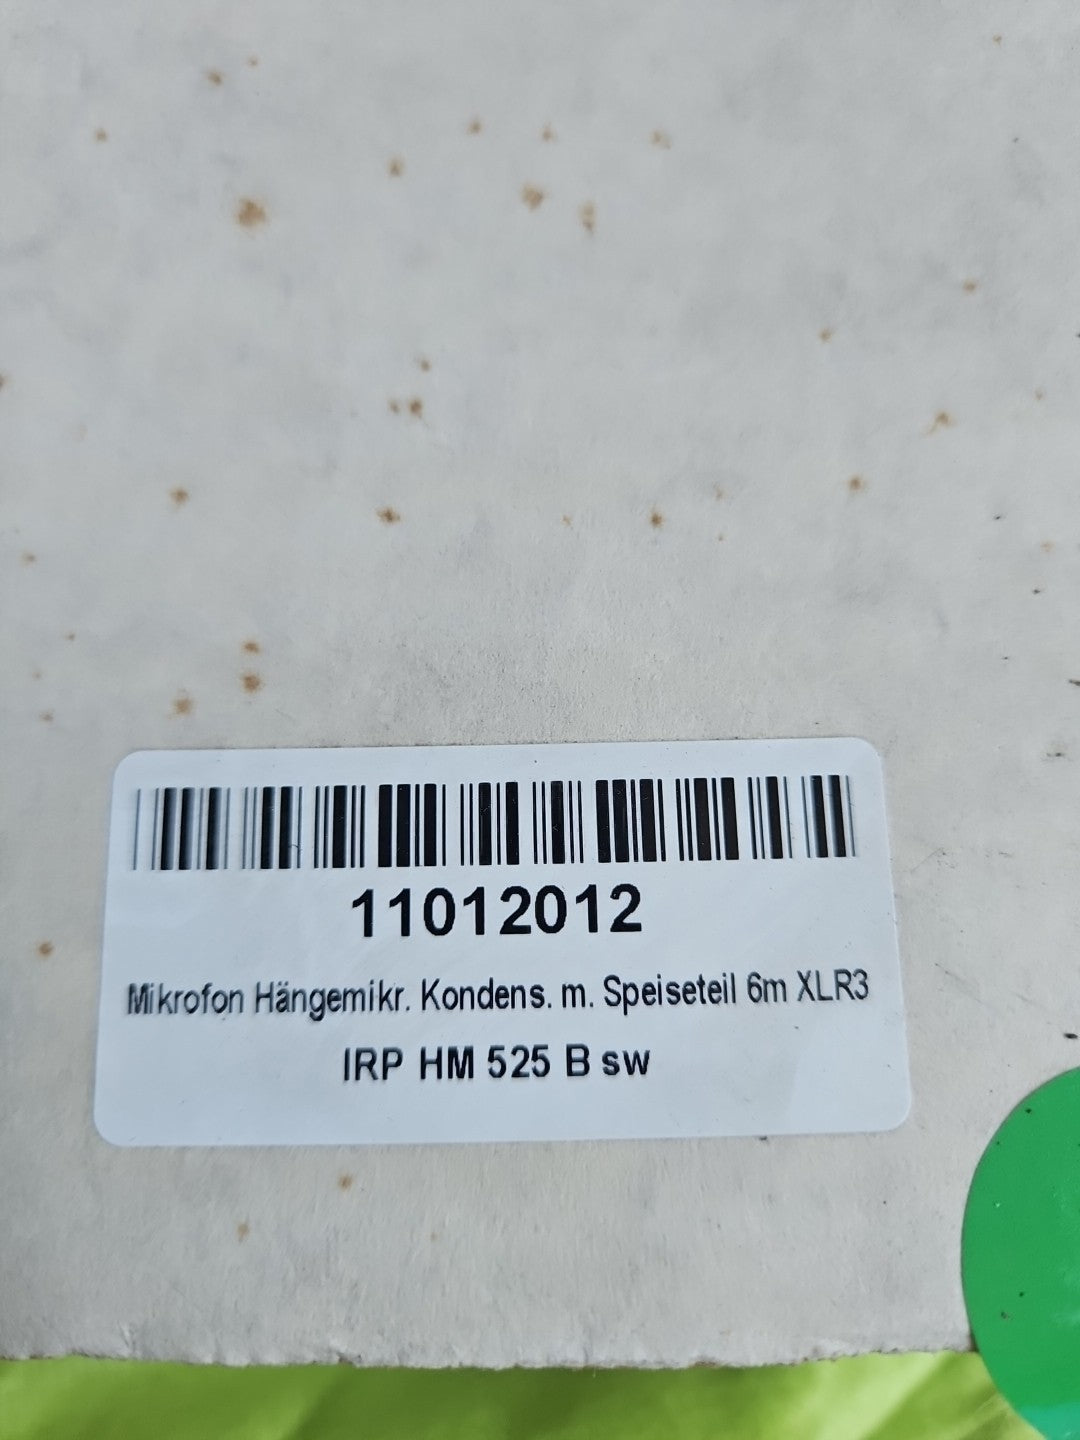 11012012
Mikrofon Hängemikr. Kondens. m. Speiseteil 6m XLR3
IRP HM 525 B sw